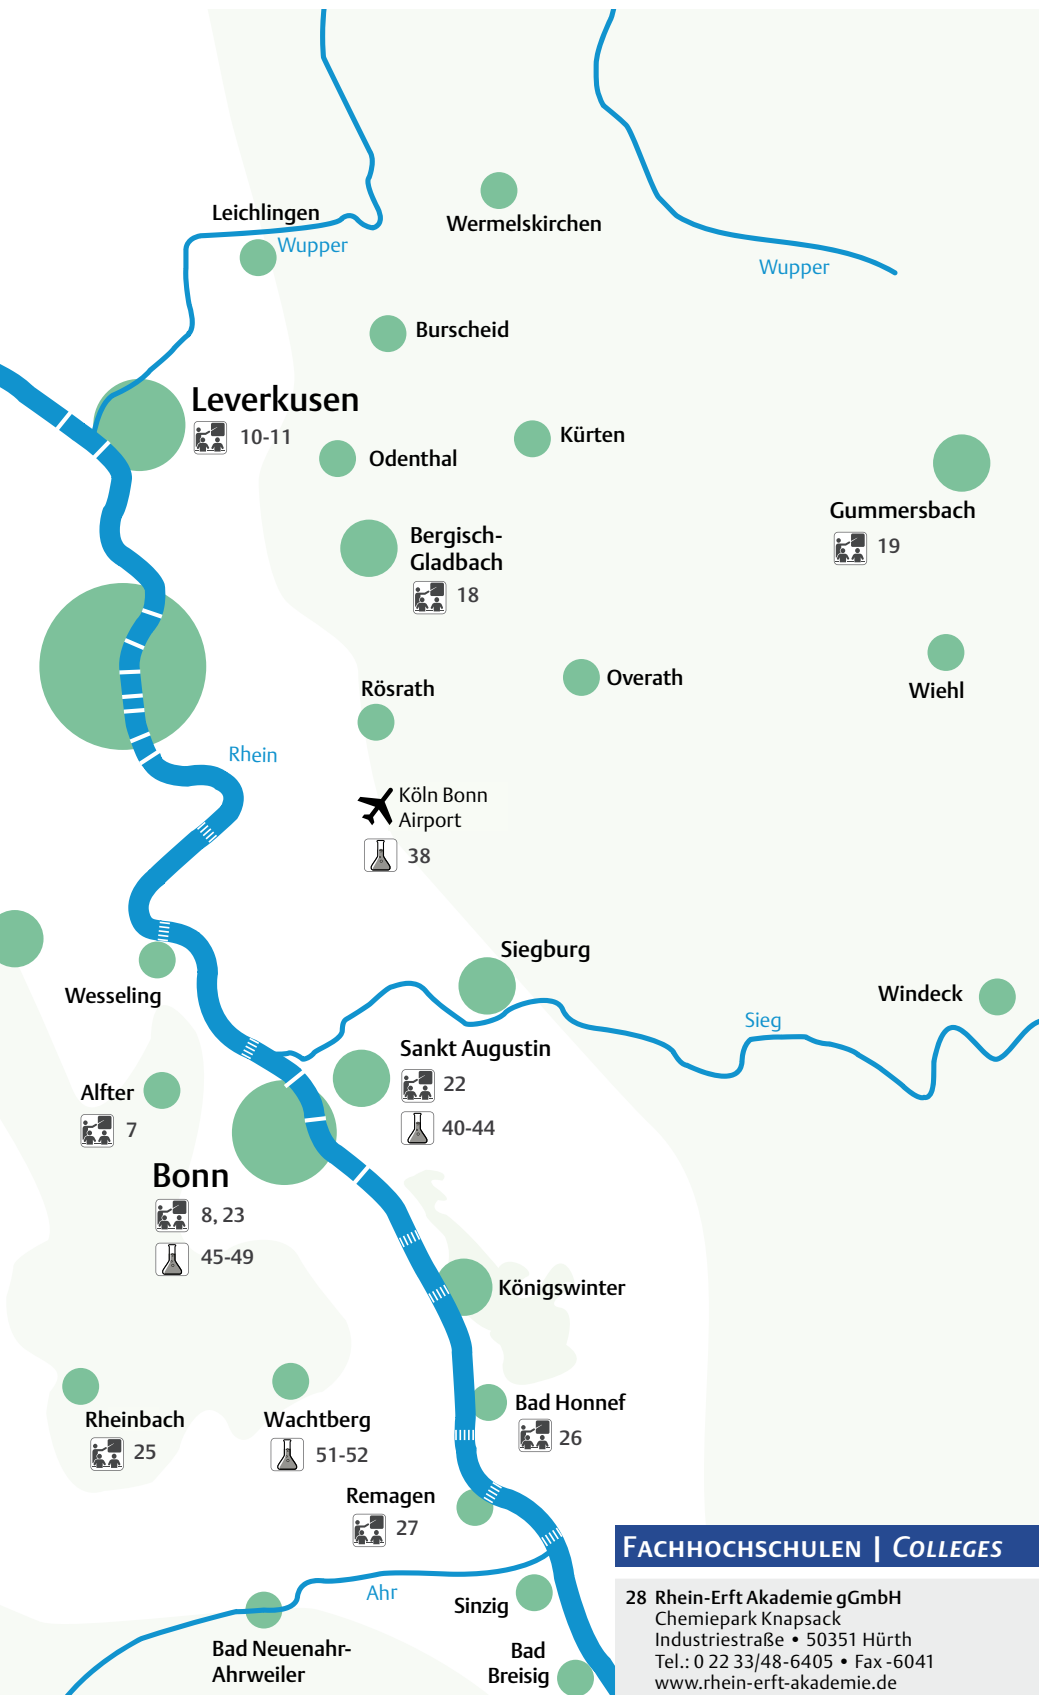 Leichlingen
Wupper
Wermelskirchen
Wupper
Burscheid
Leverkusen
10-11
Odenthal
Kürten
Gummersbach
19
Bergisch-
Gladbach
18
Rösrath
Overath
Wiehl
Rhein
Köln Bonn
Airport
38
Siegburg
Wesseling
Windeck
Sieg
Sankt Augustin
22
40-44
Alfter
7
Bonn
8, 23
45-49
Königswinter
Rheinbach
25
Wachtberg
51-52
Bad Honnef
26
Remagen
27
Ahr
Sinzig
Bad Neuenahr-
Ahrweiler
Bad
Breisig
FACHHOCHSCHULEN | COLLEGES
28 Rhein-Erft Akademie gGmbH
Chemiepark Knapsack
Industriestraße • 50351 Hürth
Tel.: 0 22 33/48-6405 • Fax -6041
www.rhein-erft-akademie.de